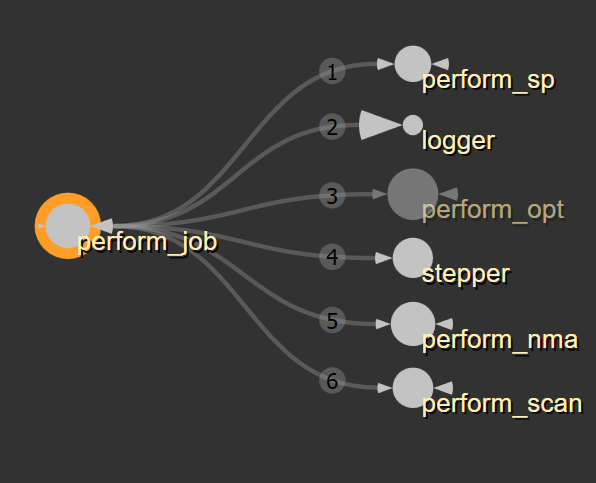 1
perform_sp
2
logger
3
perform_opt
perform_job
4
stepper
5
perform_nma
6
perform_scan